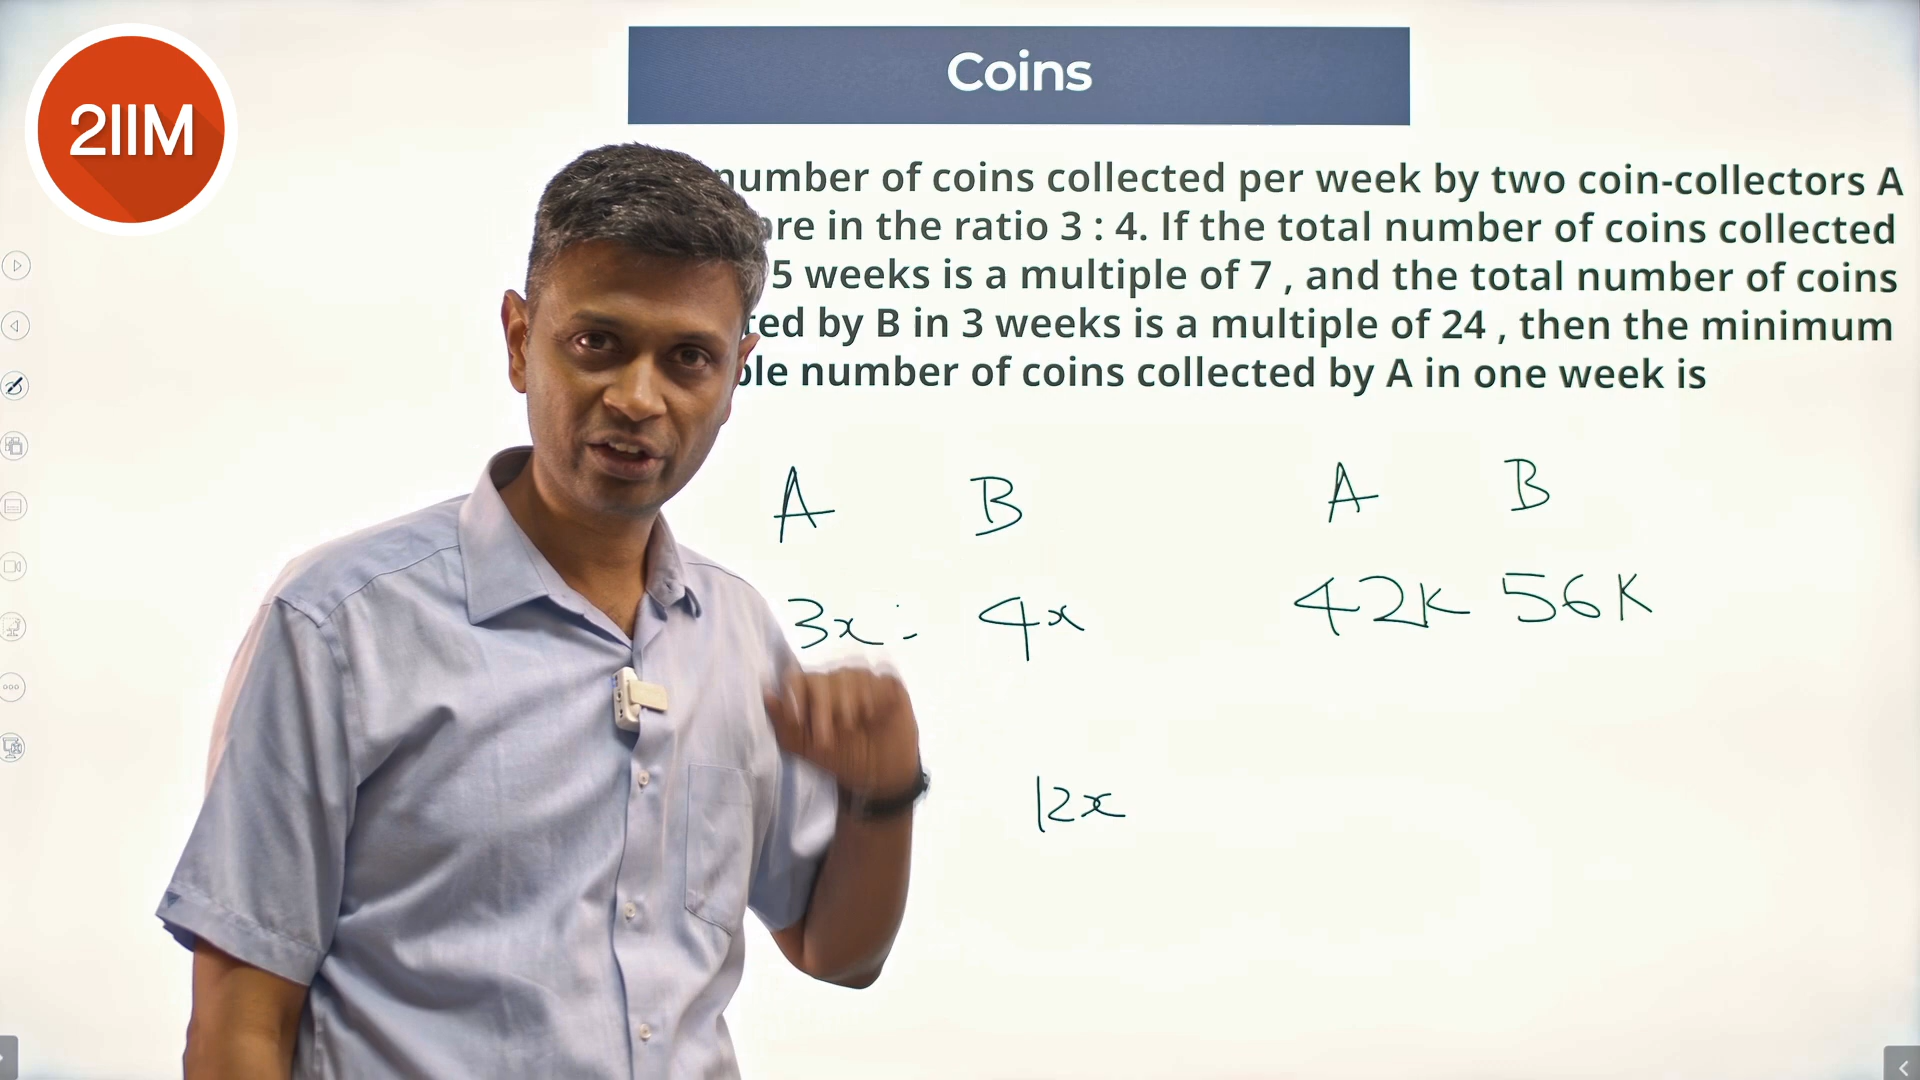 2IIM
Coins
number of coins collected per week by two coin-collectors A
are in the ratio 3 : 4. If the total number of coins collected
5 weeks is a multiple of 7 , and the total number of coins
by B in 3 weeks is a multiple of 24 , then the minimum
number of coins collected by A in one week is
A B A B
3x : 4x 42K 56K
12x